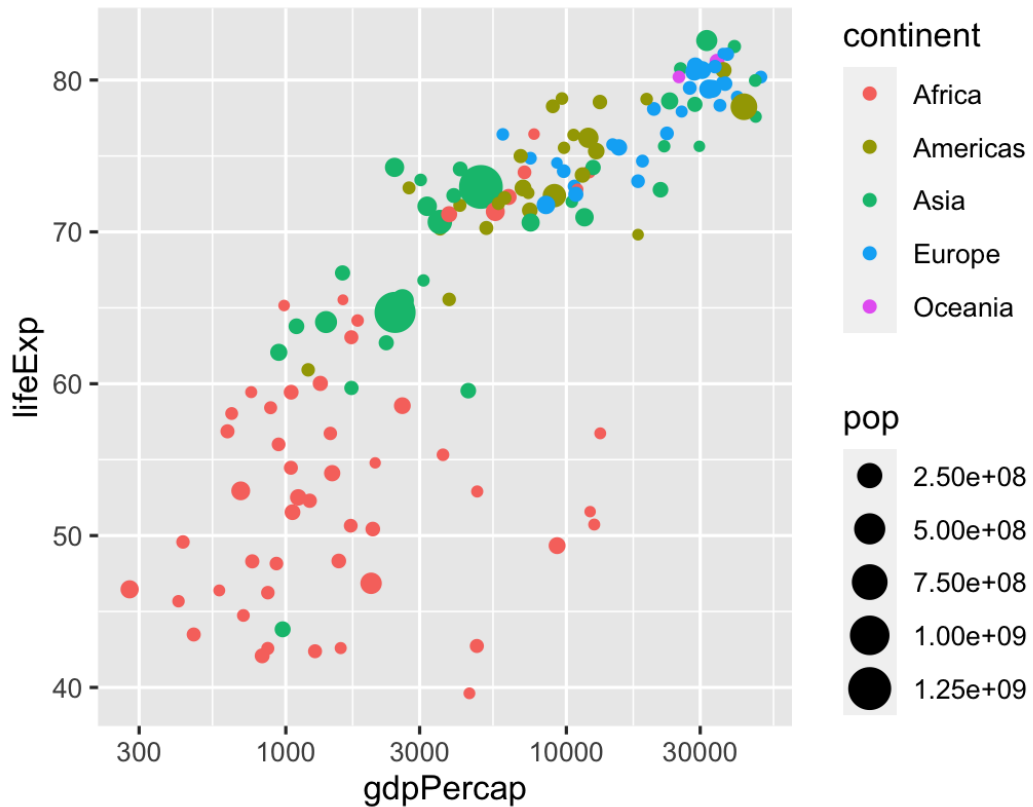 80
70
60
50
40
lifeExp
300
1000
3000
10000
30000
gdpPercap
continent
Africa
Americas
Asia
Europe
Oceania
pop
2.50e+08
5.00e+08
7.50e+08
1.00e+09
1.25e+09